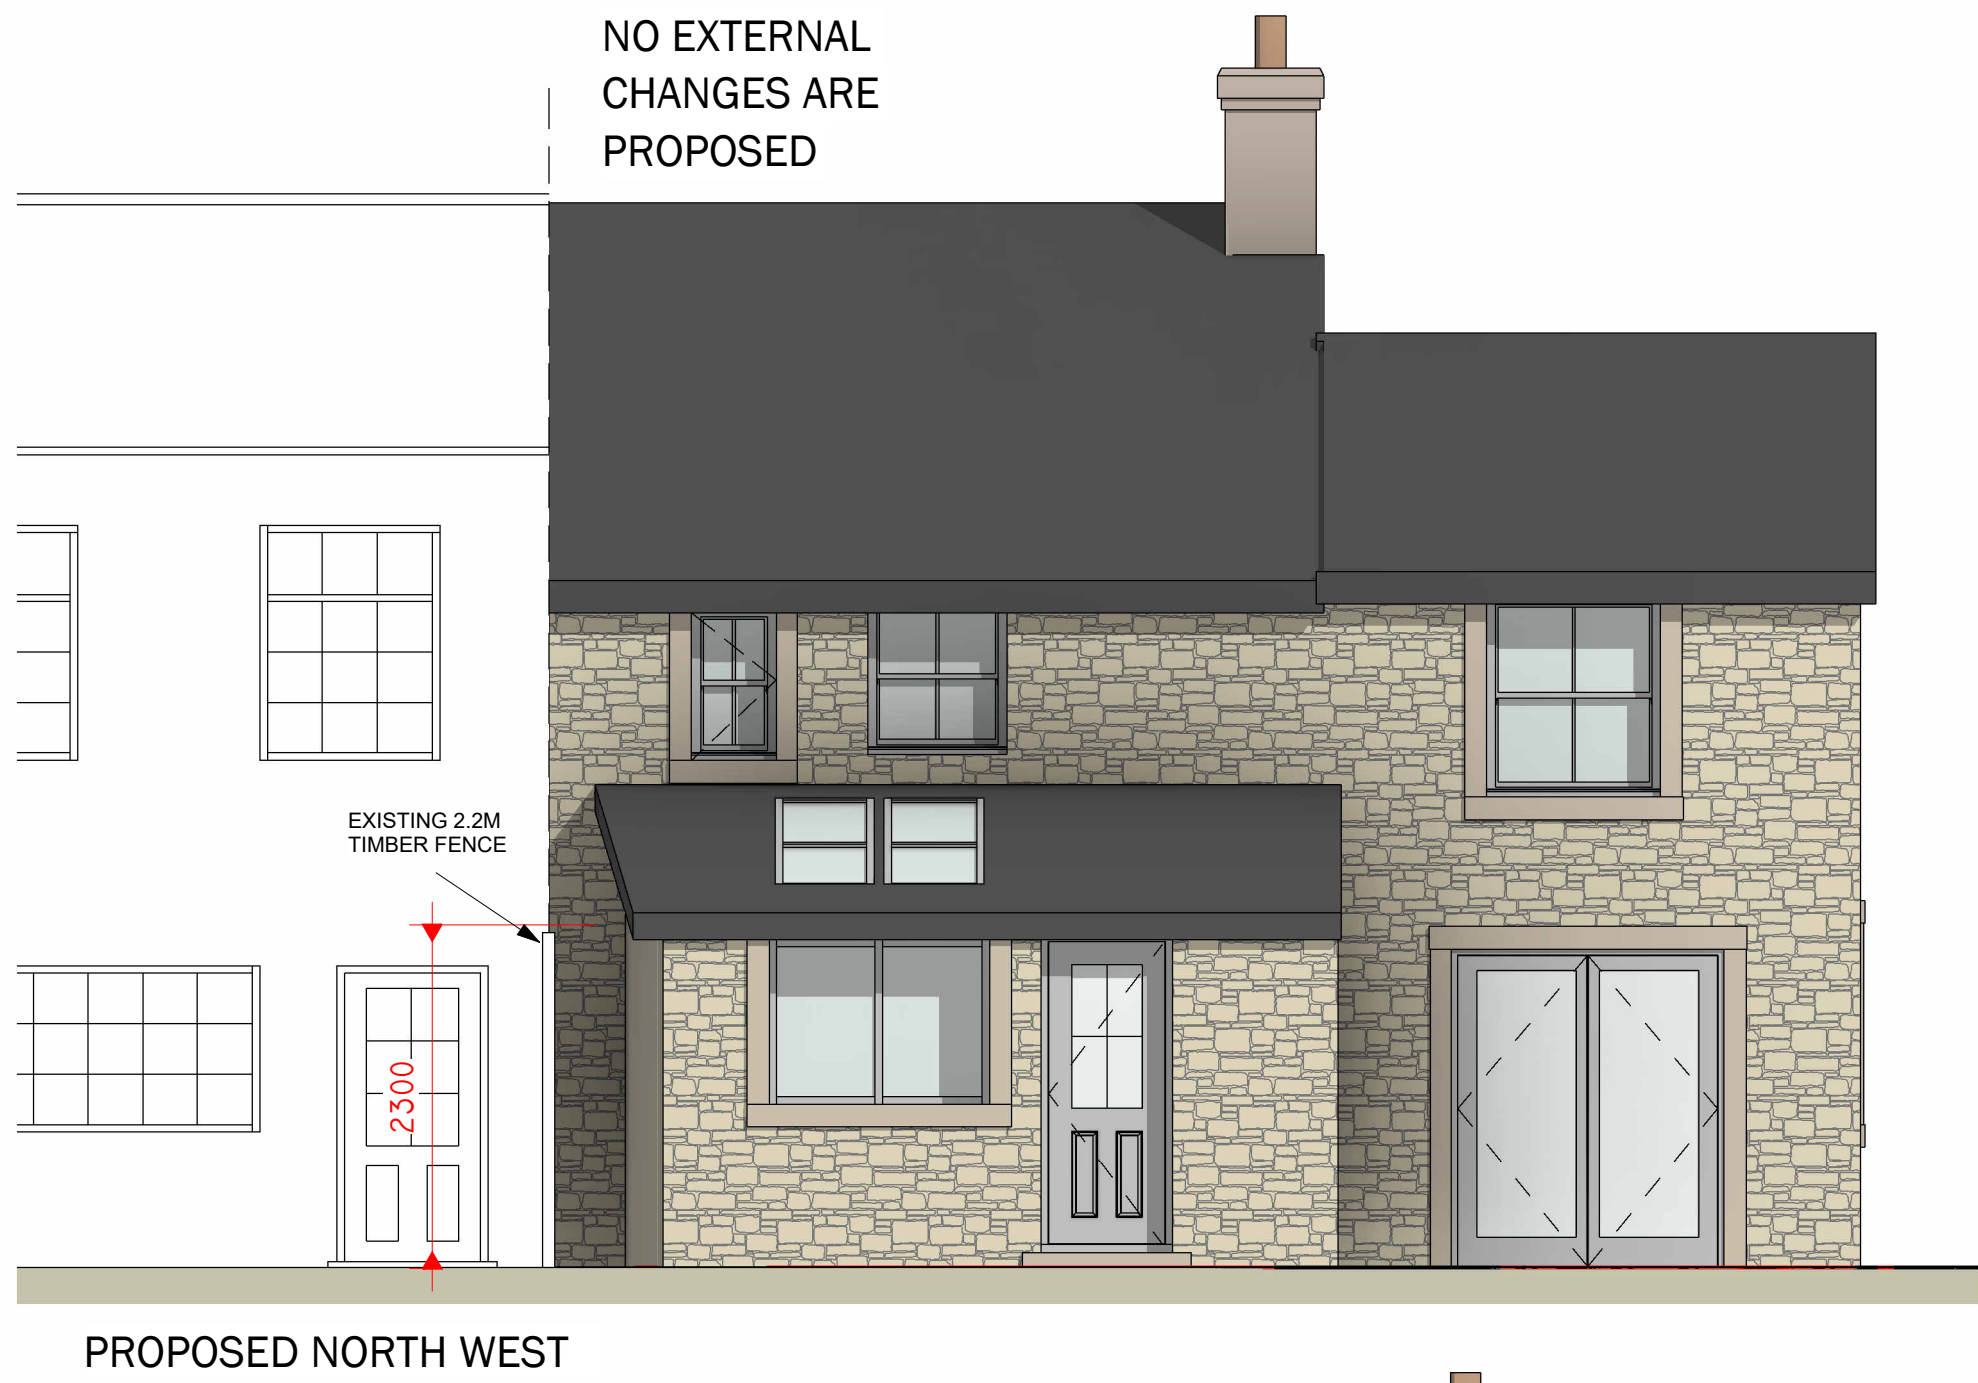 NO EXTERNAL
CHANGES ARE
PROPOSED
EXISTING 2.2M
TIMBER FENCE
2300
PROPOSED NORTH WEST